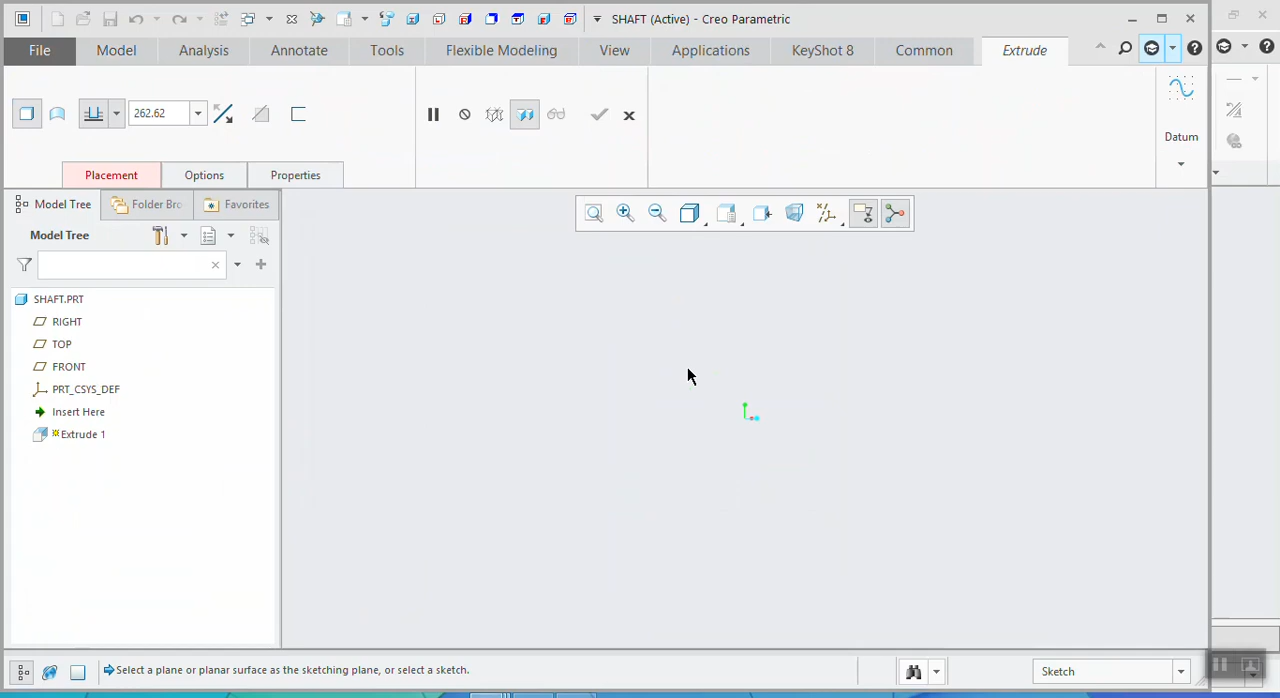 SHAFT (Active) - Creo Parametric
File Model Analysis Annotate Tools Flexible Modeling View Applications KeyShot 8 Common Extrude
262.62
Datum
Placement Options Properties
Model Tree Folder Bro Favorites
Model Tree
SHAFT.PRT
RIGHT
TOP
FRONT
PRT_CSYS_DEF
Insert Here
Extrude 1
Select a plane or planar surface as the sketching plane, or select a sketch.
Sketch